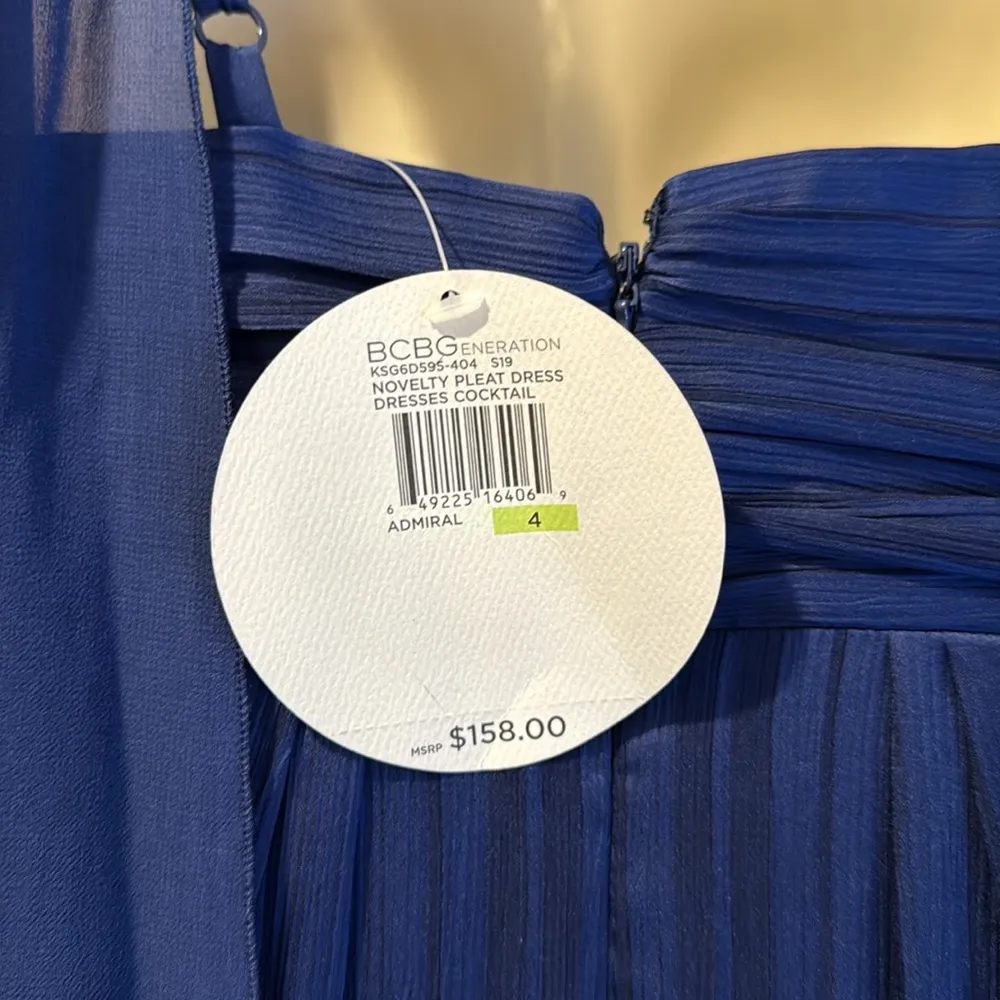 BCBGENERATION
KSG6D595-404 S19
NOVELTY PLEAT DRESS
DRESSES COCKTAIL
6 49225 16406 9
ADMIRAL 4
MSRP $158.00